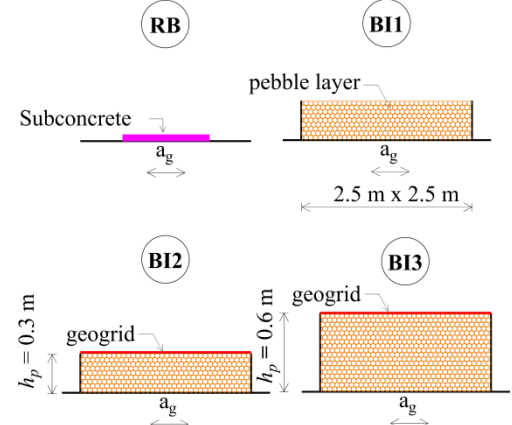 RB
BI1
pebble layer
Subconcrete
a_g
a_g
2.5 m x 2.5 m
BI2
BI3
geogrid
h_p = 0.3 m
geogrid
h_p = 0.6 m
a_g
a_g